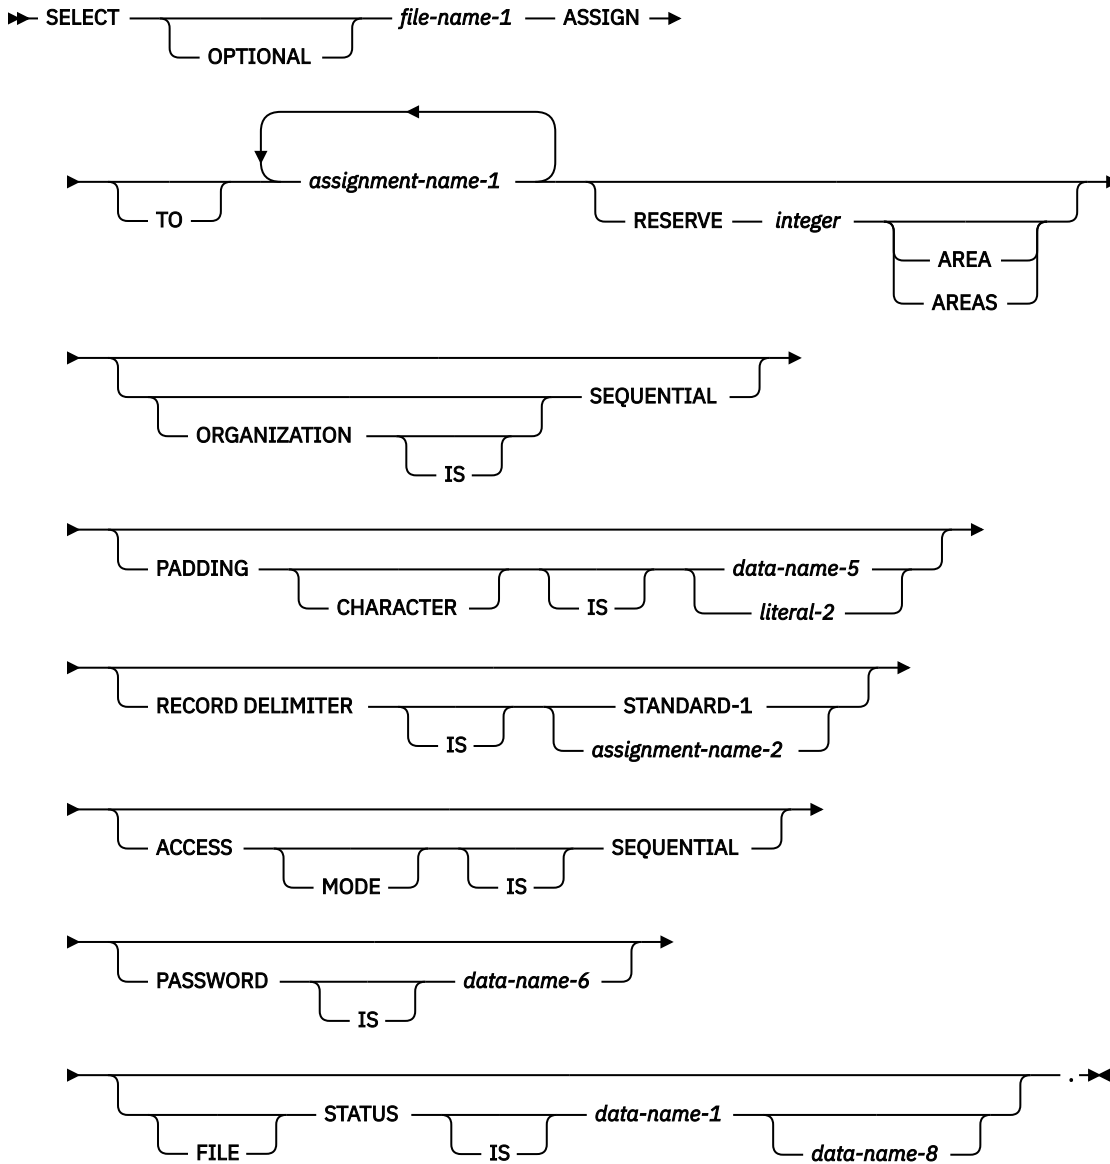 SELECT file-name-1 ASSIGN
OPTIONAL
assignment-name-1
TO
RESERVE integer
AREA
AREAS
SEQUENTIAL
ORGANIZATION
IS
PADDING data-name-5
CHARACTER IS literal-2
RECORD DELIMITER STANDARD-1
IS assignment-name-2
ACCESS SEQUENTIAL
MODE IS
PASSWORD data-name-6
IS
.
STATUS data-name-1
FILE IS data-name-8